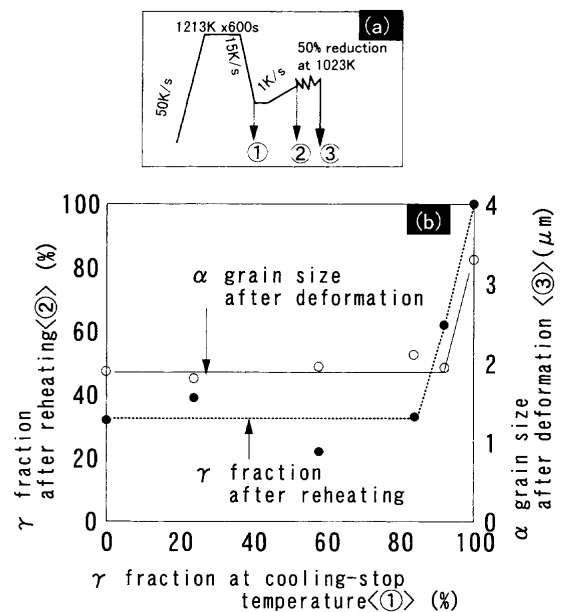 (a)
1213K x600s
50K/s
15K/s
1K/s
50% reduction
at 1023K
① ② ③
(b)
100
80
60
40
20
0
γ fraction
after reheating<②> (%)
α grain size
after deformation
γ fraction
after reheating
4
3
2
1
0
α grain size
after deformation <③>(μm)
0 20 40 60 80 100
γ fraction at cooling-stop
temperature<①> (%)